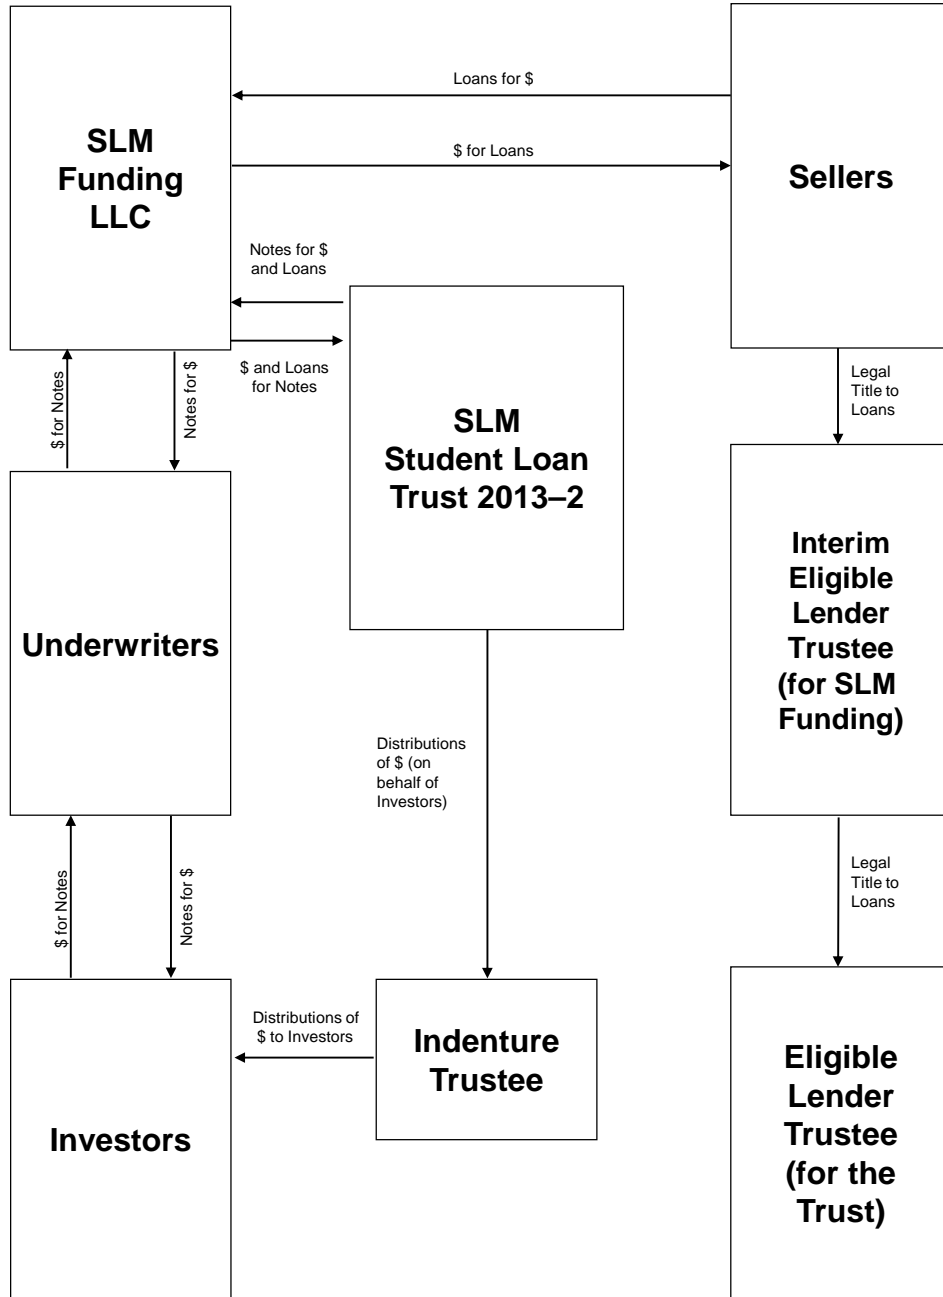 SLM
Funding
LLC
Loans for $
$ for Loans
Sellers
Notes for $
and Loans
$ and Loans
for Notes
SLM
Student Loan
Trust 2013–2
$ for Notes
Notes for $
Legal
Title to
Loans
Underwriters
Interim
Eligible
Lender
Trustee
(for SLM
Funding)
Distributions
of $ (on
behalf of
Investors)
$ for Notes
Notes for $
Legal
Title to
Loans
Investors
Distributions of
$ to Investors
Indenture
Trustee
Eligible
Lender
Trustee
(for the
Trust)